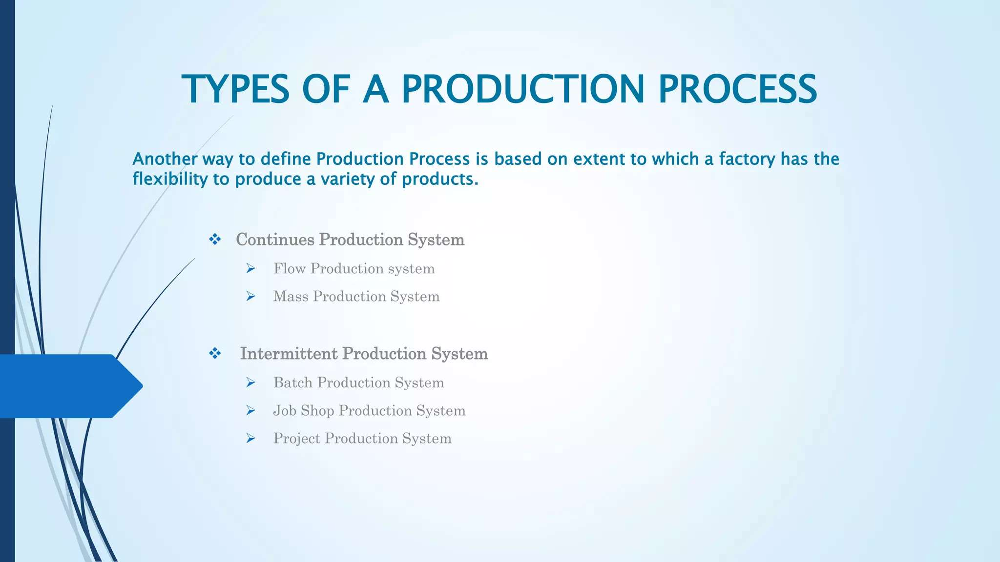 TYPES OF A PRODUCTION PROCESS
Another way to define Production Process is based on extent to which a factory has the
flexibility to produce a variety of products.
Continues Production System
Flow Production system
Mass Production System
Intermittent Production System
Batch Production System
Job Shop Production System
Project Production System